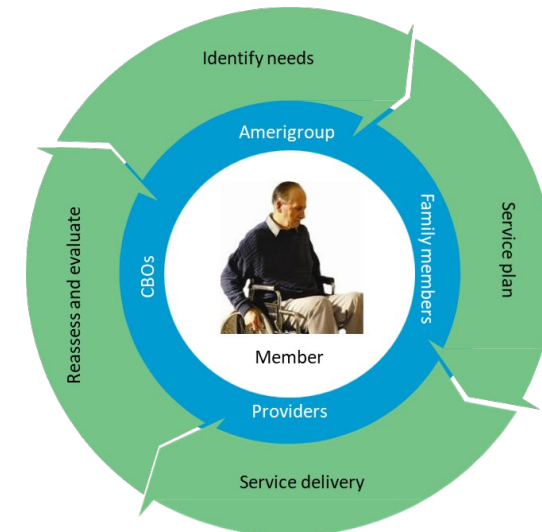 Identify needs
Amerigroup
Family members
Service plan
CBOs
Reassess and evaluate
Member
Providers
Service delivery